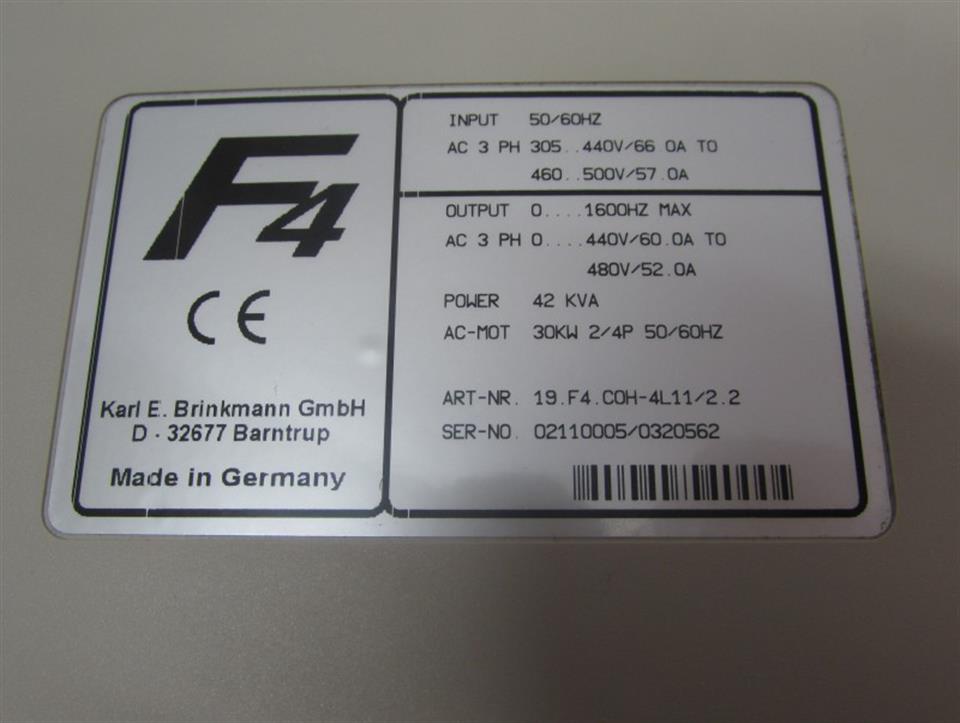 F4
CE
Karl E. Brinkmann GmbH
D - 32677 Barntrup
Made in Germany
INPUT 50/60HZ
AC 3 PH 305..440V/66.0A TO
460..500V/57.0A
OUTPUT 0....1600HZ MAX
AC 3 PH 0....440V/60.0A TO
480V/52.0A
POWER 42 KVA
AC-MOT 30KW 2/4P 50/60HZ
ART-NR. 19.F4.C0H-4L11/2.2
SER-NO. 02110005/0320562